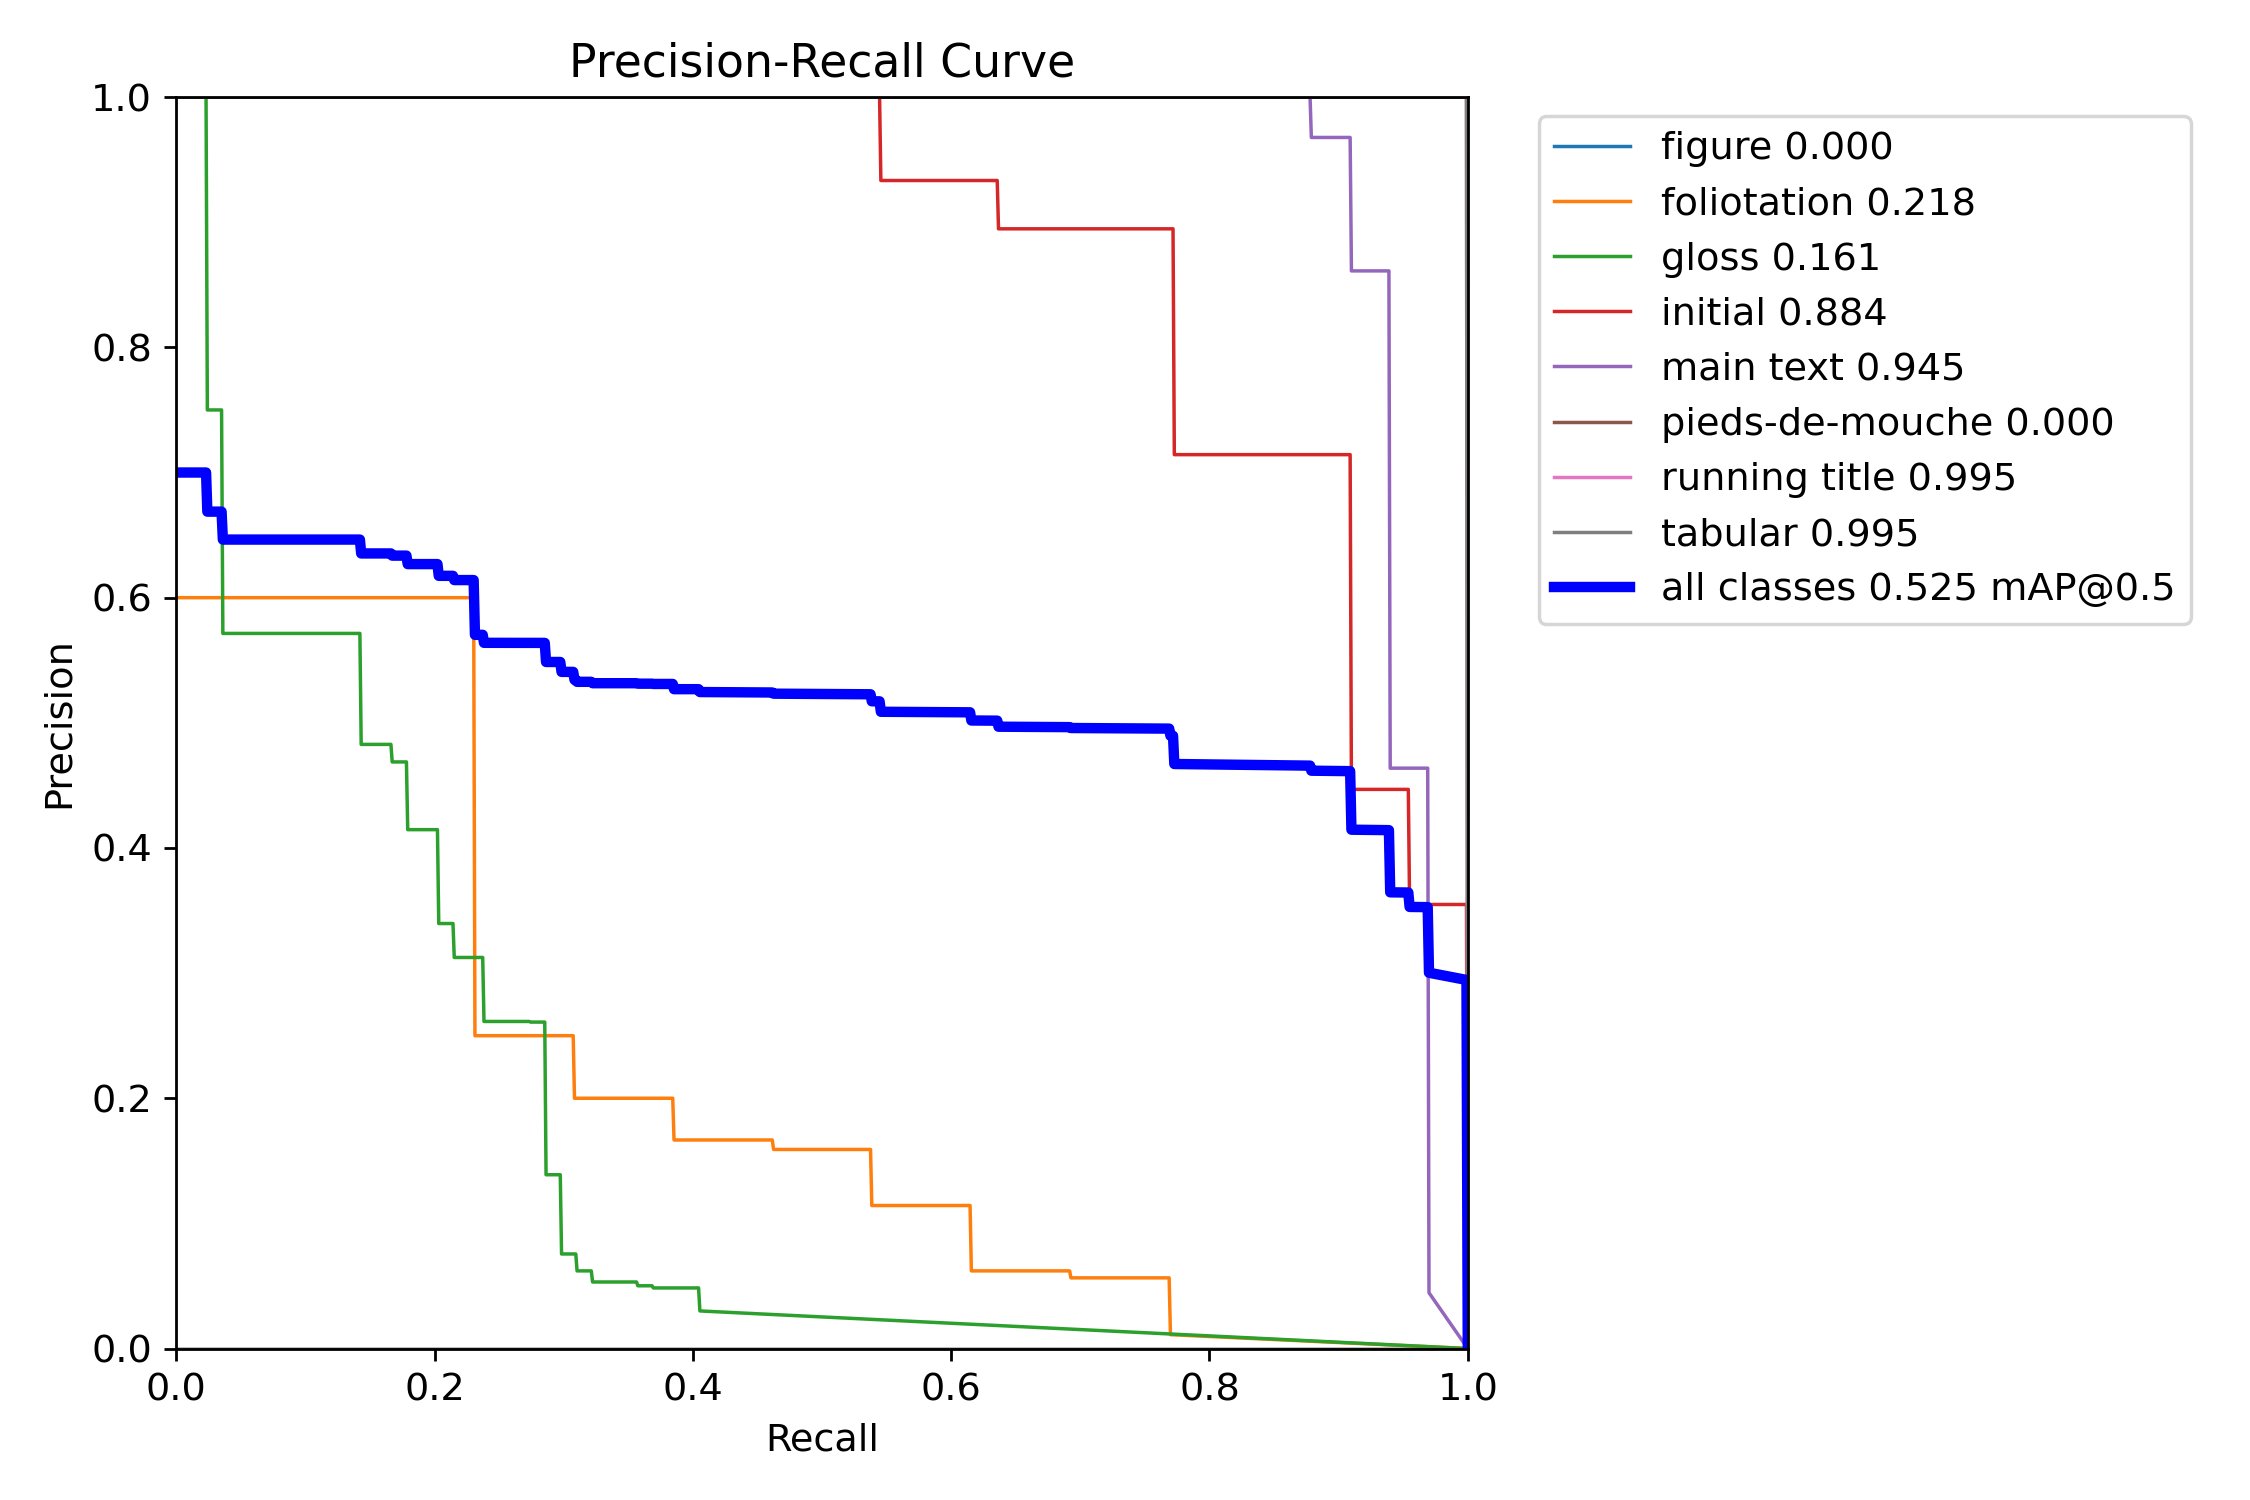 Precision-Recall Curve
1.0
0.8
0.6
0.4
0.2
0.0
Precision
0.0 0.2 0.4 0.6 0.8 1.0
Recall
figure 0.000
foliotation 0.218
gloss 0.161
initial 0.884
main text 0.945
pieds-de-mouche 0.000
running title 0.995
tabular 0.995
all classes 0.525 mAP@0.5